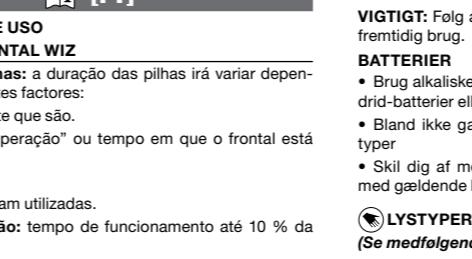 USO
NTAL WIZ
has: a duração das pilhas irá variar depen-
tes factores:
te que são.
peração” ou tempo em que o frontal está
am utilizadas.
ão: tempo de funcionamento até 10 % da
VIGTIGT: Følg
fremtidig brug.
BATTERIER
• Brug alkaliske
drid-batterier ell
• Bland ikke ga
typer
• Skil dig af me
med gældende
LYSTYPER
(Se medfølgend